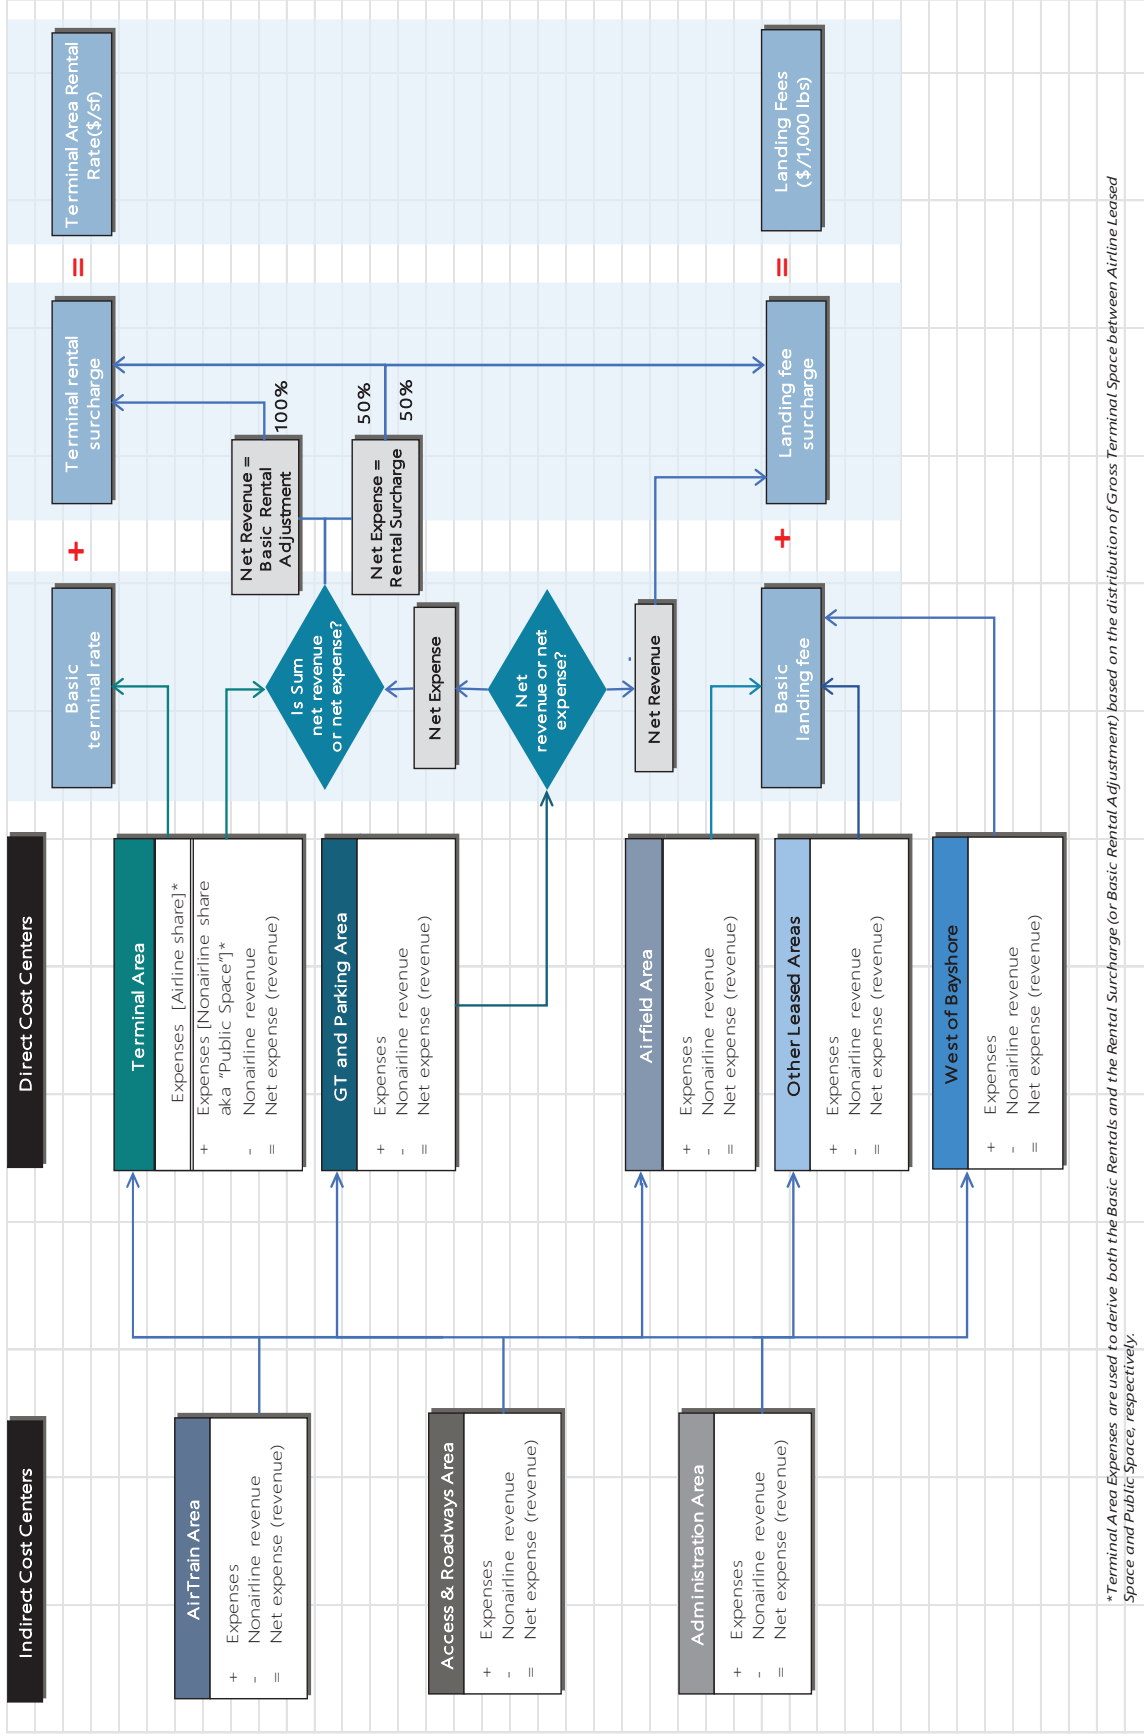 Indirect Cost Centers
AirTrain Area
+ Expenses
- Nonairline revenue
= Net expense (revenue)
Access & Roadways Area
+ Expenses
- Nonairline revenue
= Net expense (revenue)
Administration Area
+ Expenses
- Nonairline revenue
= Net expense (revenue)
Direct Cost Centers
Terminal Area
Expenses [Airline share]*
+ Expenses [Nonairline share
aka "Public Space"]*
- Nonairline revenue
= Net expense (revenue)
GT and Parking Area
+ Expenses
- Nonairline revenue
= Net expense (revenue)
Airfield Area
+ Expenses
- Nonairline revenue
= Net expense (revenue)
Other Leased Areas
+ Expenses
- Nonairline revenue
= Net expense (revenue)
West of Bayshore
+ Expenses
- Nonairline revenue
= Net expense (revenue)
Basic
terminal rate
+
Terminal rental
surcharge
=
Terminal Area Rental
Rate($/sf)
Is Sum
net revenue
or net expense?
Net Revenue =
Basic Rental
Adjustment
100%
Net Expense =
Rental Surcharge
50%
50%
Net Expense
Net
revenue or net
expense?
Net Revenue
Basic
landing fee
+
Landing fee
surcharge
=
Landing Fees
($/1,000 lbs)
*Terminal Area Expenses are used to derive both the Basic Rentals and the Rental Surcharge (or Basic Rental Adjustment) based on the distribution of Gross Terminal Space between Airline Leased
Space and Public Space, respectively.